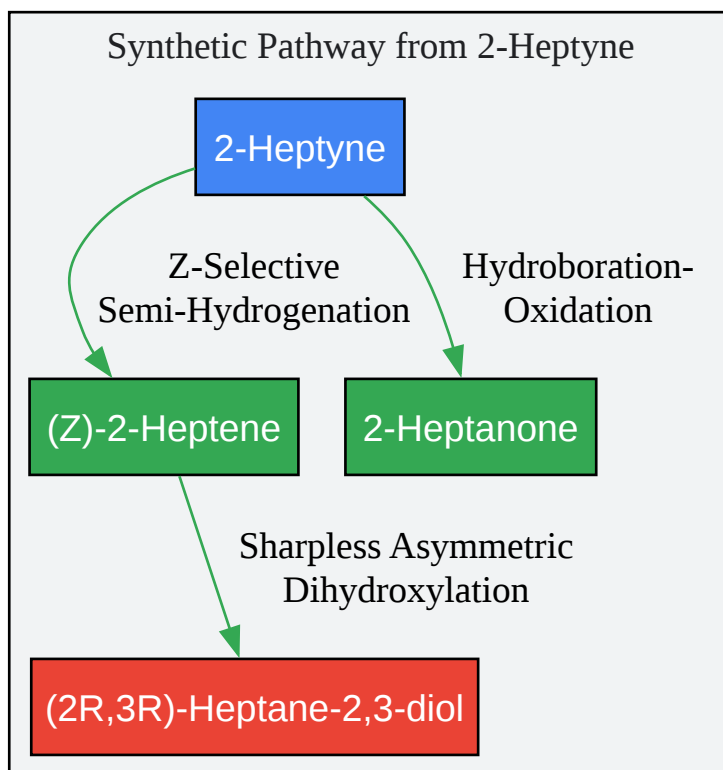 Synthetic Pathway from 2-Heptyne
2-Heptyne
Z-Selective
Semi-Hydrogenation
Hydroboration-
Oxidation
(Z)-2-Heptene
2-Heptanone
Sharpless Asymmetric
Dihydroxylation
(2R,3R)-Heptane-2,3-diol